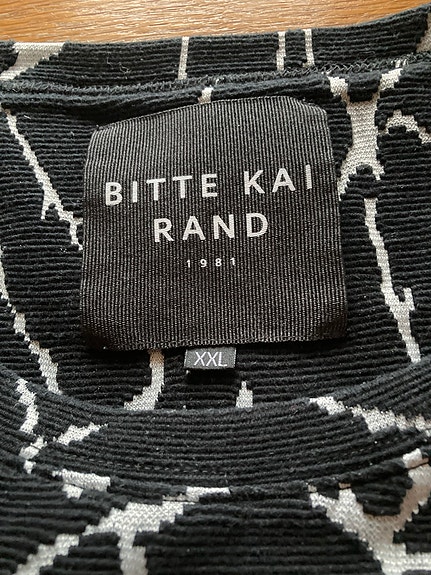 BITTE KAI
RAND
1981
XXL